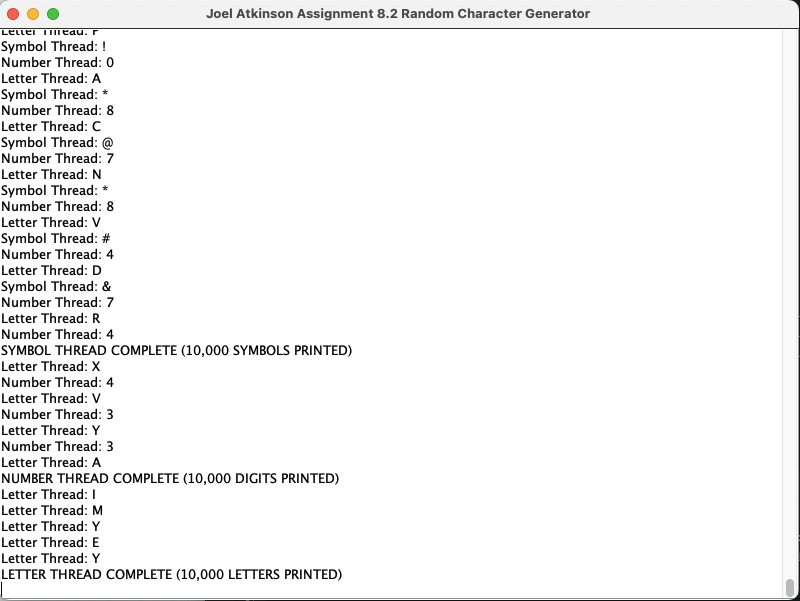 Joel Atkinson Assignment 8.2 Random Character Generator
Letter Thread: P
Symbol Thread: !
Number Thread: 0
Letter Thread: A
Symbol Thread: *
Number Thread: 8
Letter Thread: C
Symbol Thread: @
Number Thread: 7
Letter Thread: N
Symbol Thread: *
Number Thread: 8
Letter Thread: V
Symbol Thread: #
Number Thread: 4
Letter Thread: D
Symbol Thread: &
Number Thread: 7
Letter Thread: R
Number Thread: 4
SYMBOL THREAD COMPLETE (10,000 SYMBOLS PRINTED)
Letter Thread: X
Number Thread: 4
Letter Thread: V
Number Thread: 3
Letter Thread: Y
Number Thread: 3
Letter Thread: A
NUMBER THREAD COMPLETE (10,000 DIGITS PRINTED)
Letter Thread: I
Letter Thread: M
Letter Thread: Y
Letter Thread: E
Letter Thread: Y
LETTER THREAD COMPLETE (10,000 LETTERS PRINTED)